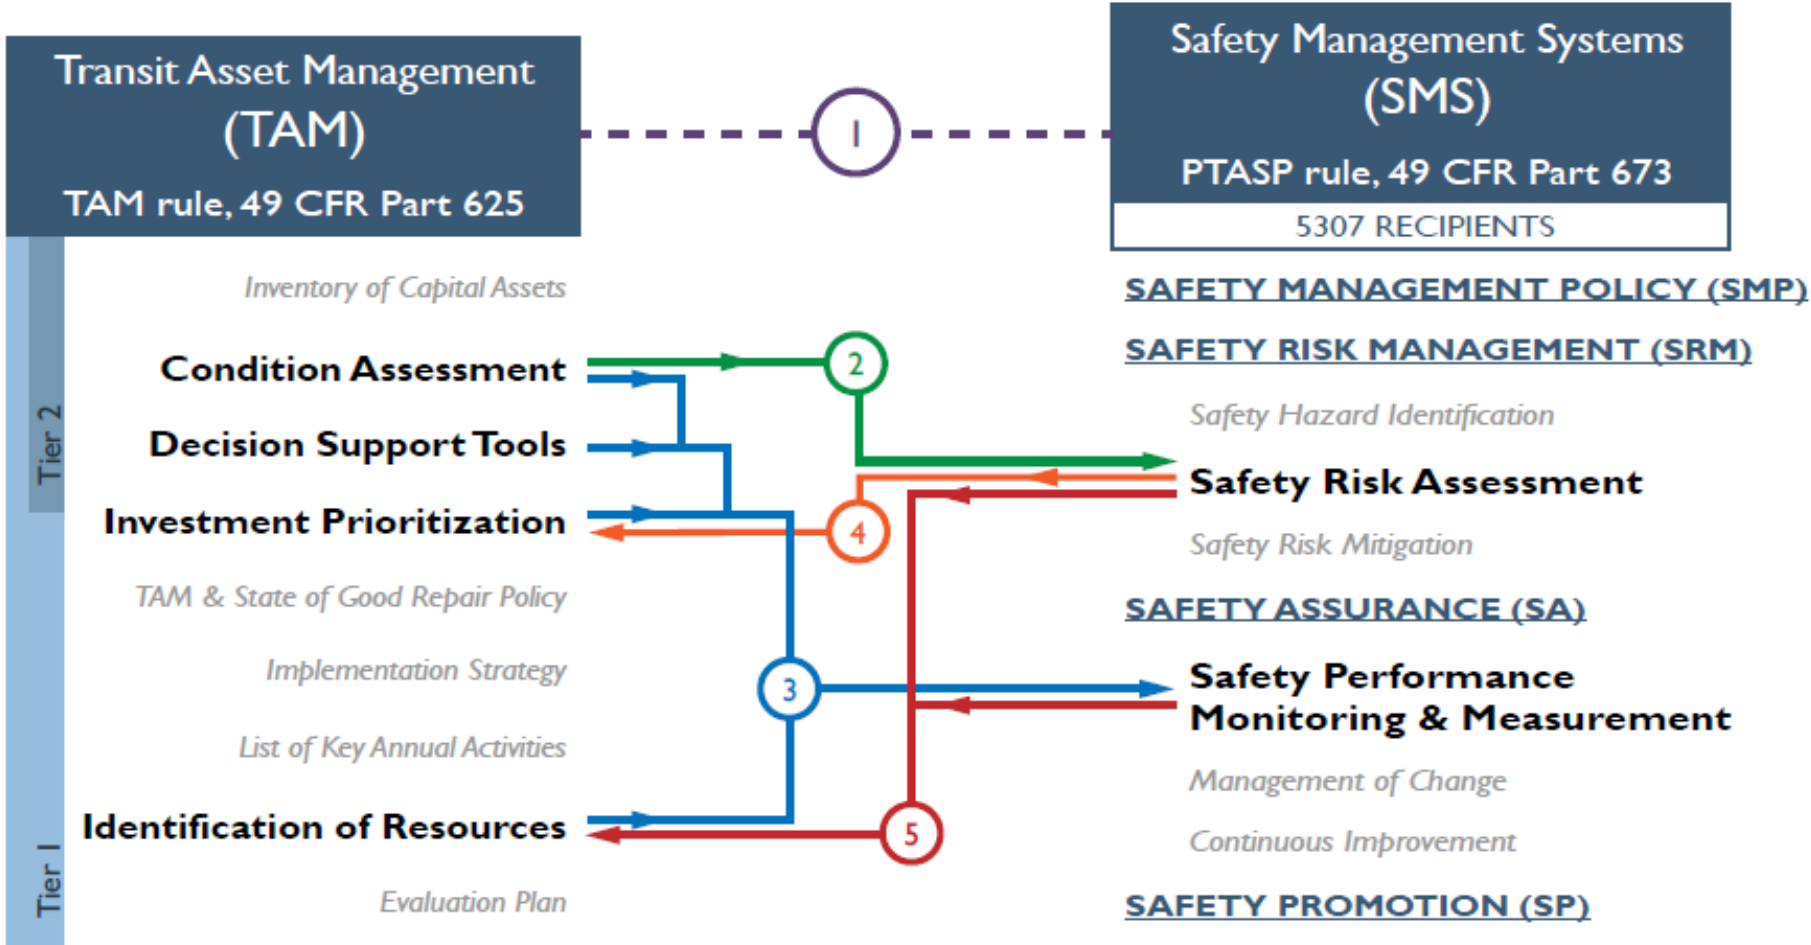 Transit Asset Management
(TAM)
TAM rule, 49 CFR Part 625
1
Safety Management Systems
(SMS)
PTASP rule, 49 CFR Part 673
5307 RECIPIENTS
Tier 2
Tier 1
Inventory of Capital Assets
Condition Assessment
Decision Support Tools
Investment Prioritization
TAM & State of Good Repair Policy
Implementation Strategy
List of Key Annual Activities
Identification of Resources
Evaluation Plan
2
4
3
5
SAFETY MANAGEMENT POLICY (SMP)
SAFETY RISK MANAGEMENT (SRM)
Safety Hazard Identification
Safety Risk Assessment
Safety Risk Mitigation
SAFETY ASSURANCE (SA)
Safety Performance
Monitoring & Measurement
Management of Change
Continuous Improvement
SAFETY PROMOTION (SP)